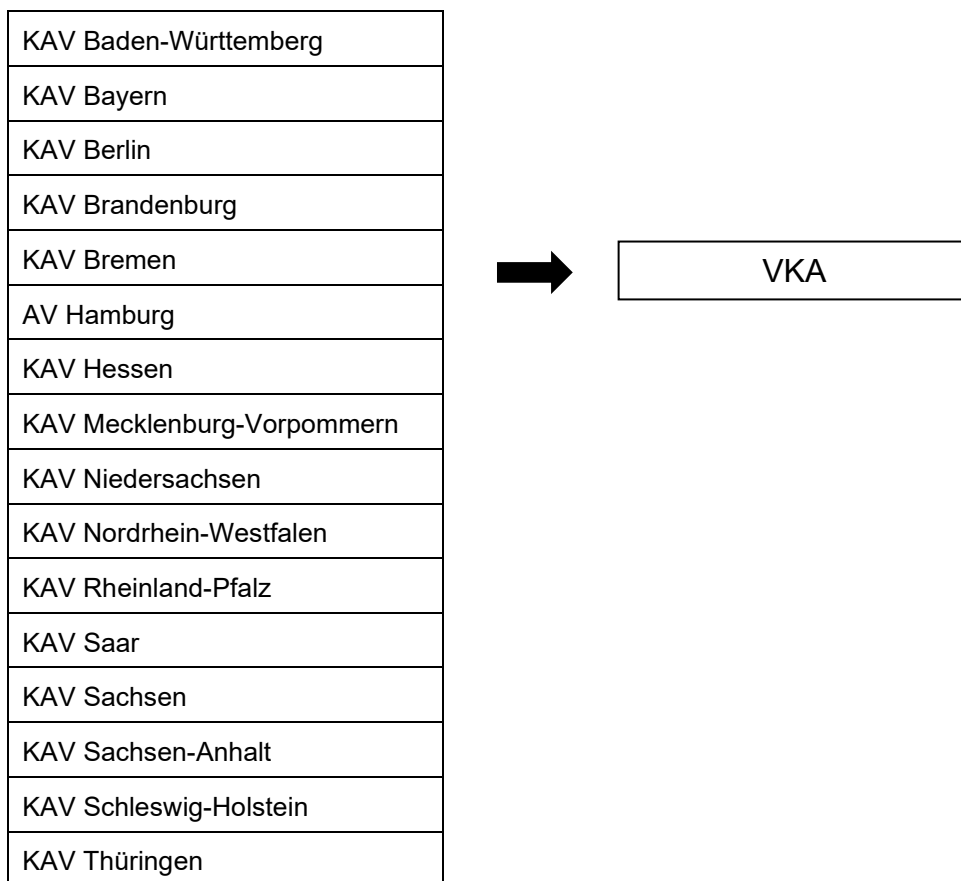 KAV Baden-Württemberg
KAV Bayern
KAV Berlin
KAV Brandenburg
KAV Bremen
AV Hamburg
KAV Hessen
KAV Mecklenburg-Vorpommern
KAV Niedersachsen
KAV Nordrhein-Westfalen
KAV Rheinland-Pfalz
KAV Saar
KAV Sachsen
KAV Sachsen-Anhalt
KAV Schleswig-Holstein
KAV Thüringen
VKA